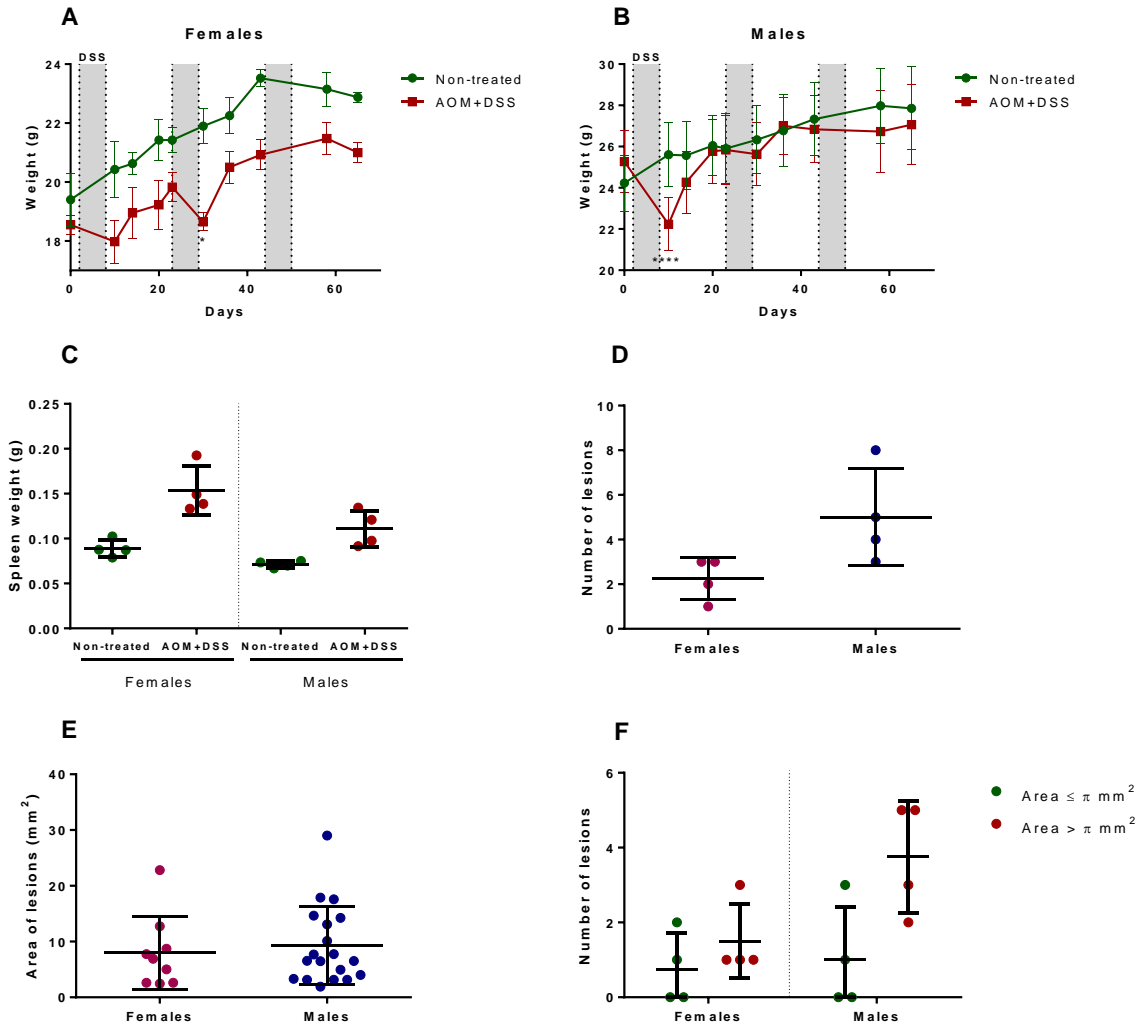 A
Females
DSS
24
22
20
18
Weight (g)
0 20 40 60
Days
Non-treated
AOM+DSS
*
B
Males
DSS
30
28
26
24
22
20
Weight (g)
0 20 40 60
Days
Non-treated
AOM+DSS
****
C
0.25
0.20
0.15
0.10
0.05
0.00
Spleen weight (g)
Non-treated AOM+DSS Non-treated AOM+DSS
Females Males
D
10
8
6
4
2
0
Number of lesions
Females Males
E
40
30
20
10
0
Area of lesions (mm²)
Females Males
F
6
4
2
0
Number of lesions
Females Males
Area ≤ π mm²
Area > π mm²